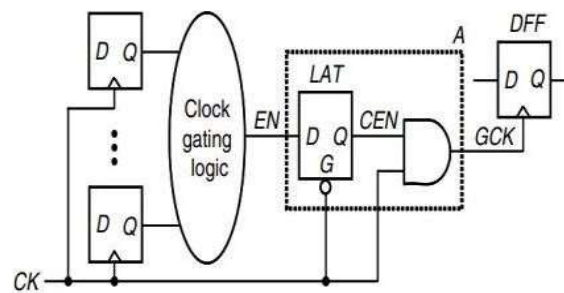 DFF
A
D Q
D Q
LAT
Clock
gating
logic
EN
D Q
CEN
G
GCK
D Q
CK